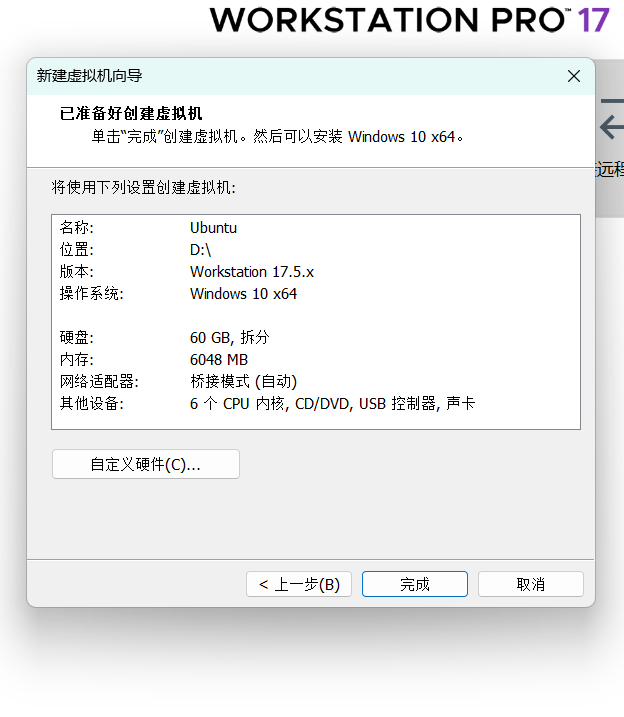 WORKSTATION PRO™ 17
新建虚拟机向导
已准备好创建虚拟机
单击“完成”创建虚拟机。然后可以安装 Windows 10 x64。
远程
将使用下列设置创建虚拟机:
名称: Ubuntu
位置: D:\
版本: Workstation 17.5.x
操作系统: Windows 10 x64
硬盘: 60 GB, 拆分
内存: 6048 MB
网络适配器: 桥接模式 (自动)
其他设备: 6 个 CPU 内核, CD/DVD, USB 控制器, 声卡
自定义硬件(C)...
< 上一步(B)
完成
取消